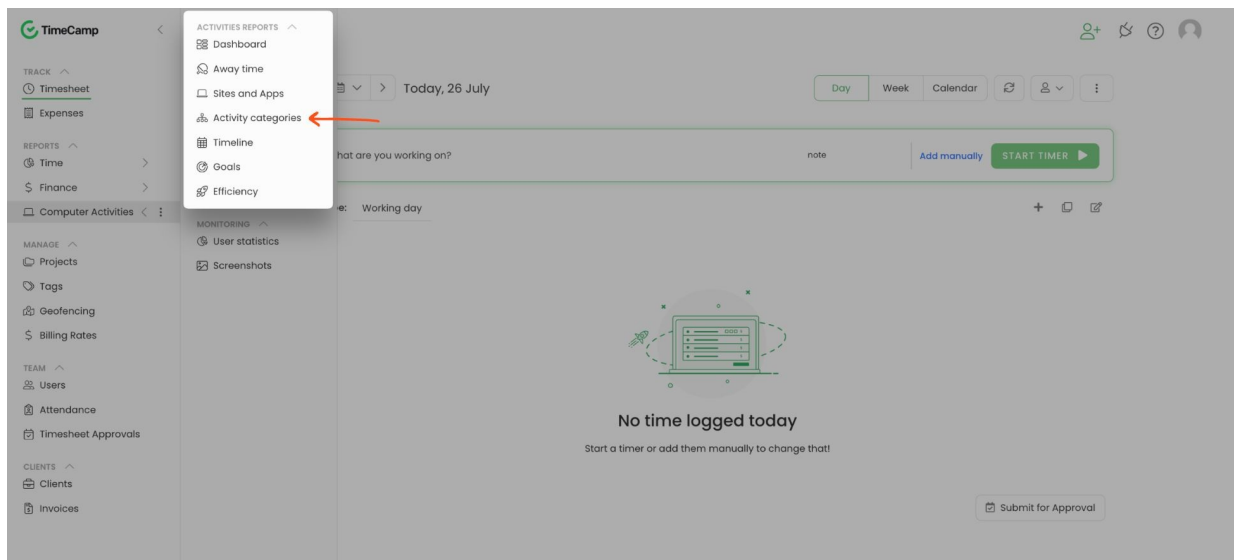 TimeCamp
TRACK
Timesheet
Expenses
REPORTS
Time
Finance
Computer Activities
MANAGE
Projects
Tags
Geofencing
Billing Rates
TEAM
Users
Attendance
Timesheet Approvals
CLIENTS
Clients
Invoices
ACTIVITIES REPORTS
Dashboard
Away time
Sites and Apps
Activity categories
Timeline
Goals
Efficiency
MONITORING
User statistics
Screenshots
Today, 26 July
Day Week Calendar
hat are you working on? note Add manually START TIMER
e: Working day
No time logged today
Start a timer or add them manually to change that!
Submit for Approval